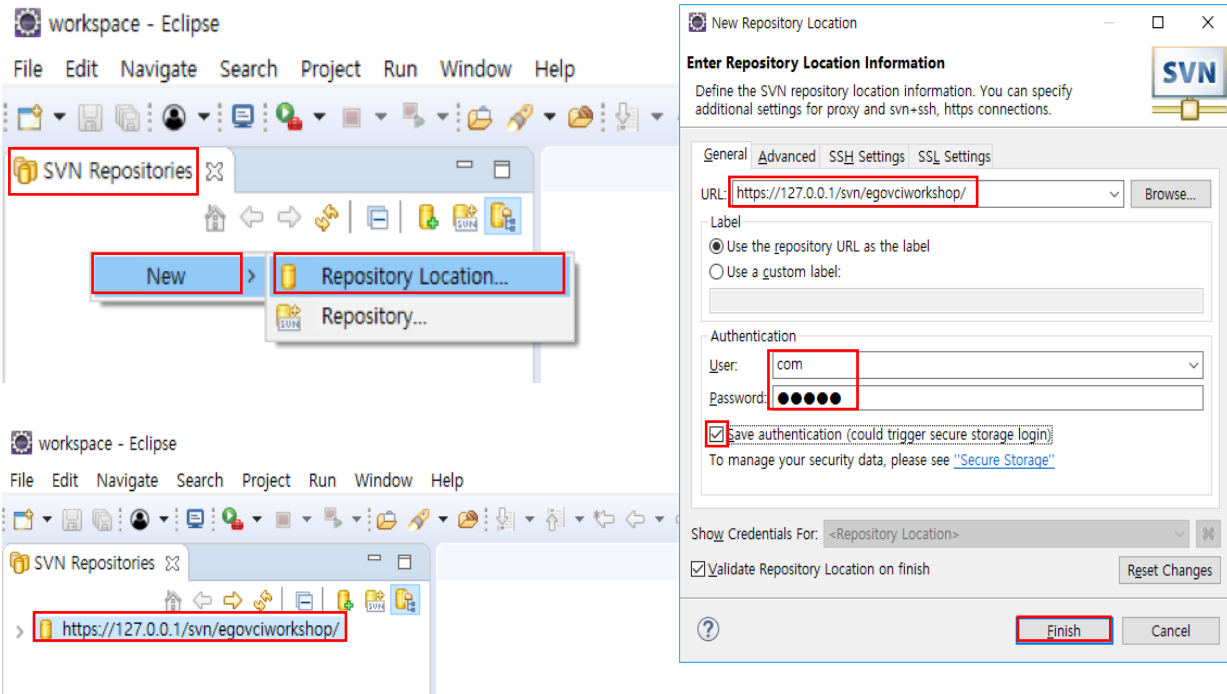 workspace - Eclipse
File Edit Navigate Search Project Run Window Help
SVN Repositories
SVN
New
Repository Location...
SVN
Repository...
workspace - Eclipse
File Edit Navigate Search Project Run Window Help
SVN Repositories
SVN
https://127.0.0.1/svn/egovciworkshop/
New Repository Location
Enter Repository Location Information
Define the SVN repository location information. You can specify
additional settings for proxy and svn+ssh, https connections.
SVN
General Advanced SSH Settings SSL Settings
URL: https://127.0.0.1/svn/egovciworkshop/ Browse...
Label
Use the repository URL as the label
Use a custom label:
Authentication
User: com
Password: ●●●●●
Save authentication (could trigger secure storage login)
To manage your security data, please see "Secure Storage"
Show Credentials For: <Repository Location>
Validate Repository Location on finish Reset Changes
? Finish Cancel